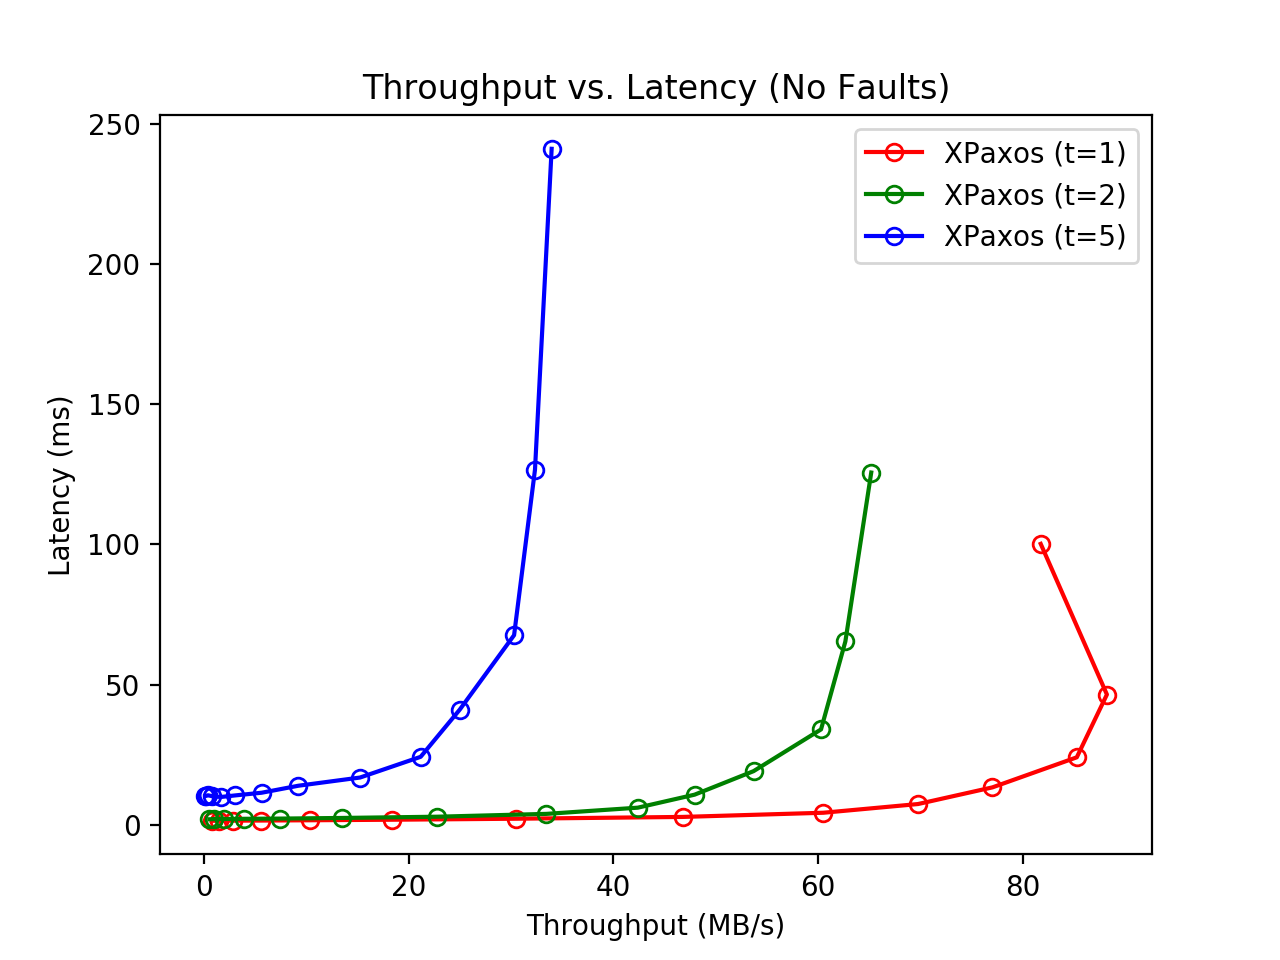 Throughput vs. Latency (No Faults)
250
200
150
100
50
0
Latency (ms)
XPaxos (t=1)
XPaxos (t=2)
XPaxos (t=5)
0 20 40 60 80
Throughput (MB/s)